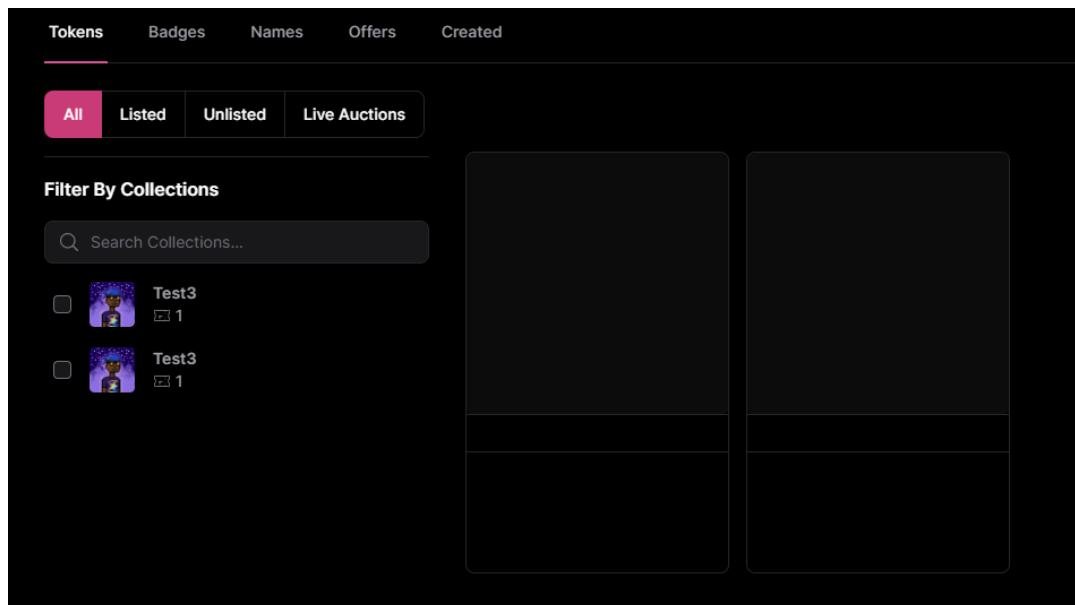 Tokens Badges Names Offers Created
All Listed Unlisted Live Auctions
Filter By Collections
Search Collections...
Test3
1
Test3
1